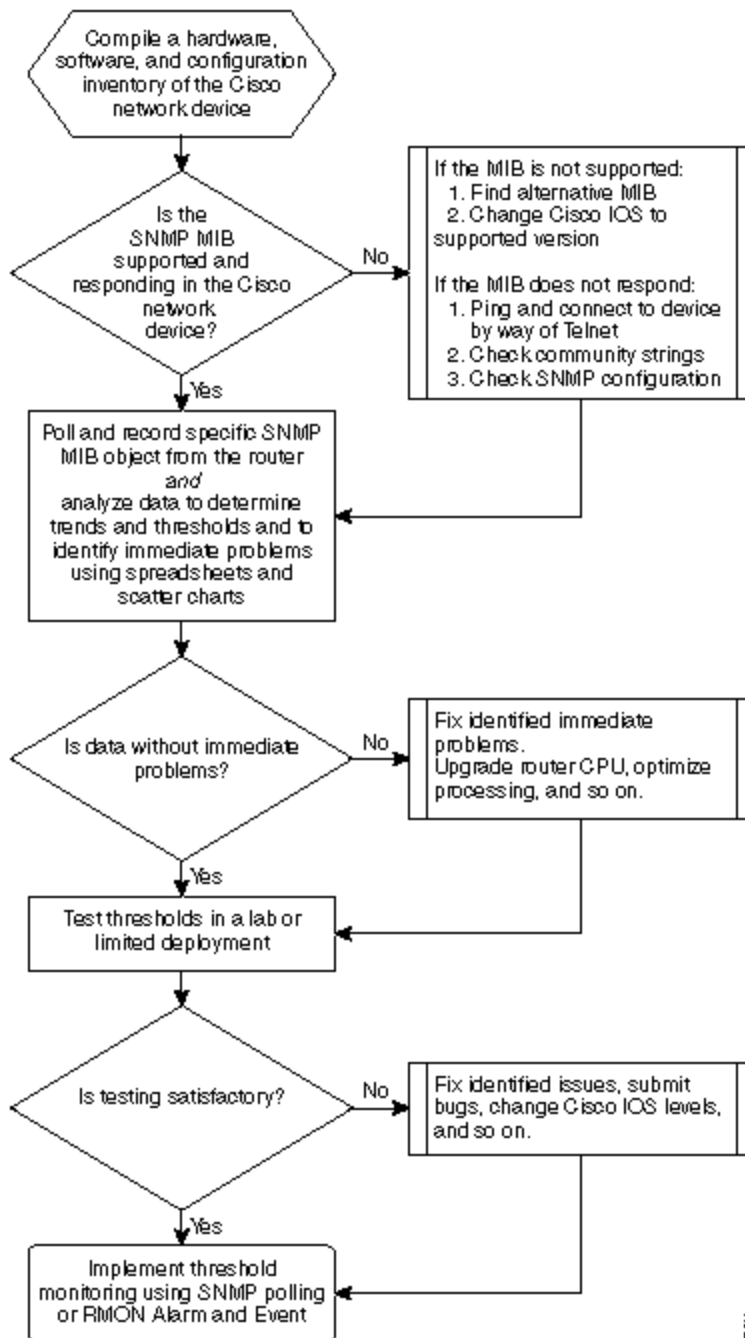 Compile a hardware,
software, and configuration
inventory of the Cisco
network device
Is the
SNMP MIB
supported and
responding in the Cisco
network
device?
No
If the MIB is not supported:
1. Find alternative MIB
2. Change Cisco IOS to
supported version
If the MIB does not respond:
1. Ping and connect to device
by way of Telnet
2. Check community strings
3. Check SNMP configuration
Yes
Poll and record specific SNMP
MIB object from the router
and
analyze data to determine
trends and thresholds and to
identify immediate problems
using spreadsheets and
scatter charts
Is data without immediate
problems?
No
Fix identified immediate
problems.
Upgrade router CPU, optimize
processing, and so on.
Yes
Test thresholds in a lab or
limited deployment
Is testing satisfactory?
No
Fix identified issues, submit
bugs, change Cisco IOS levels,
and so on.
Yes
Implement threshold
monitoring using SNMP polling
or RMON Alarm and Event